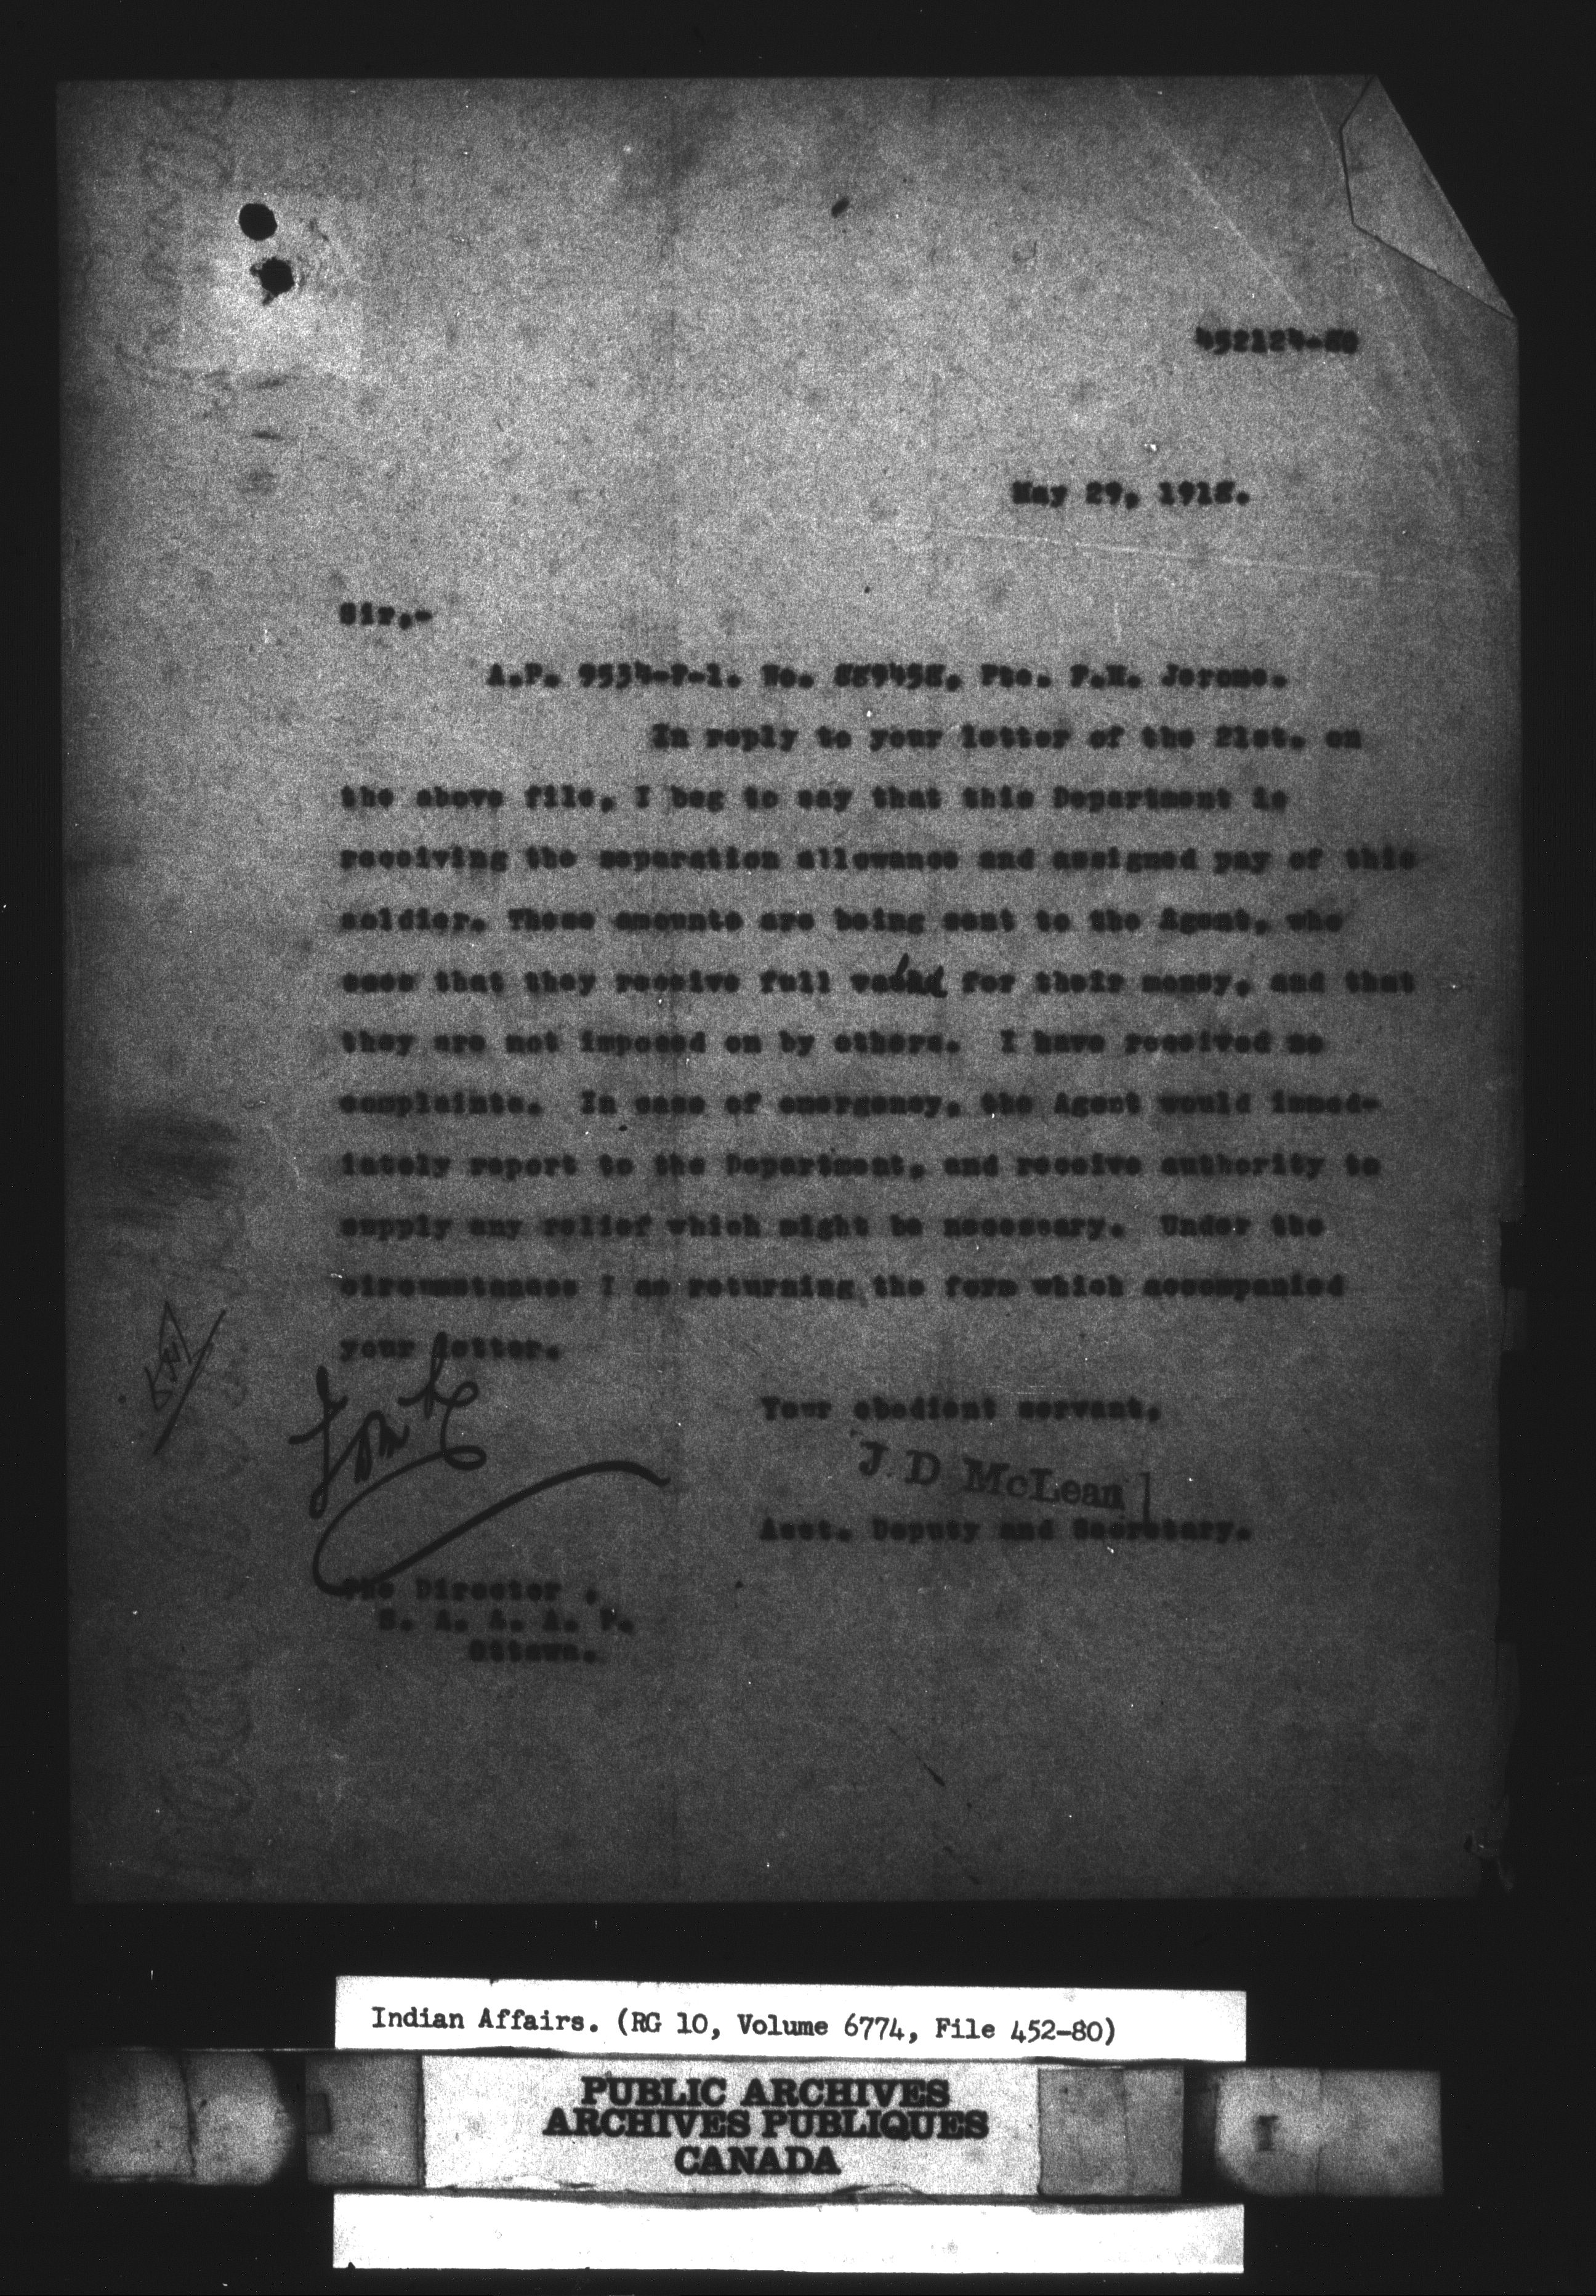 452124-80
May 29, 1918.
Sir,-
A.P. 9534-P-1. No. 889458. Pte. F.H. Jerome.
In reply to your letter of the 21st. on
the above file, I beg to say that this Department is
receiving the separation allowance and assigned pay of this
soldier. These amounts are being sent to the Agent, who
sees that they receive full value for their money, and that
they are not imposed on by others. I have received no
complaints. In case of emergency, the Agent would immed-
iately report to the Department, and receive authority to
supply any relief which might be necessary. Under the
circumstances I am returning the form which accompanied
your letter.
Your obedient servant,
J. D McLean
Asst. Deputy and Secretary.
The Director ,
S. A. & A. P.
Ottawa.
Indian Affairs. (RG 10, Volume 6774, File 452-80)
PUBLIC ARCHIVES
ARCHIVES PUBLIQUES
CANADA